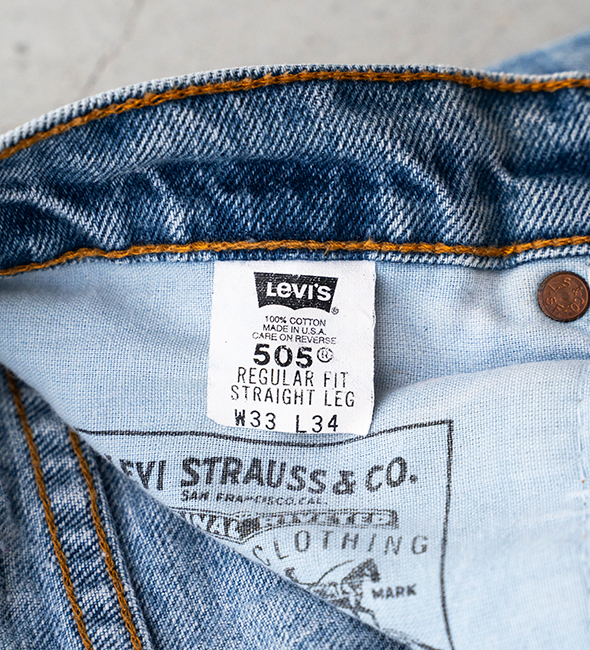 Levi's®
100% COTTON
MADE IN U.S.A.
CARE ON REVERSE
505®
REGULAR FIT
STRAIGHT LEG
W33 L34
LEVI STRAUSS & CO.
SAN FRANCISCO, CAL.
CLOTHING
MARK